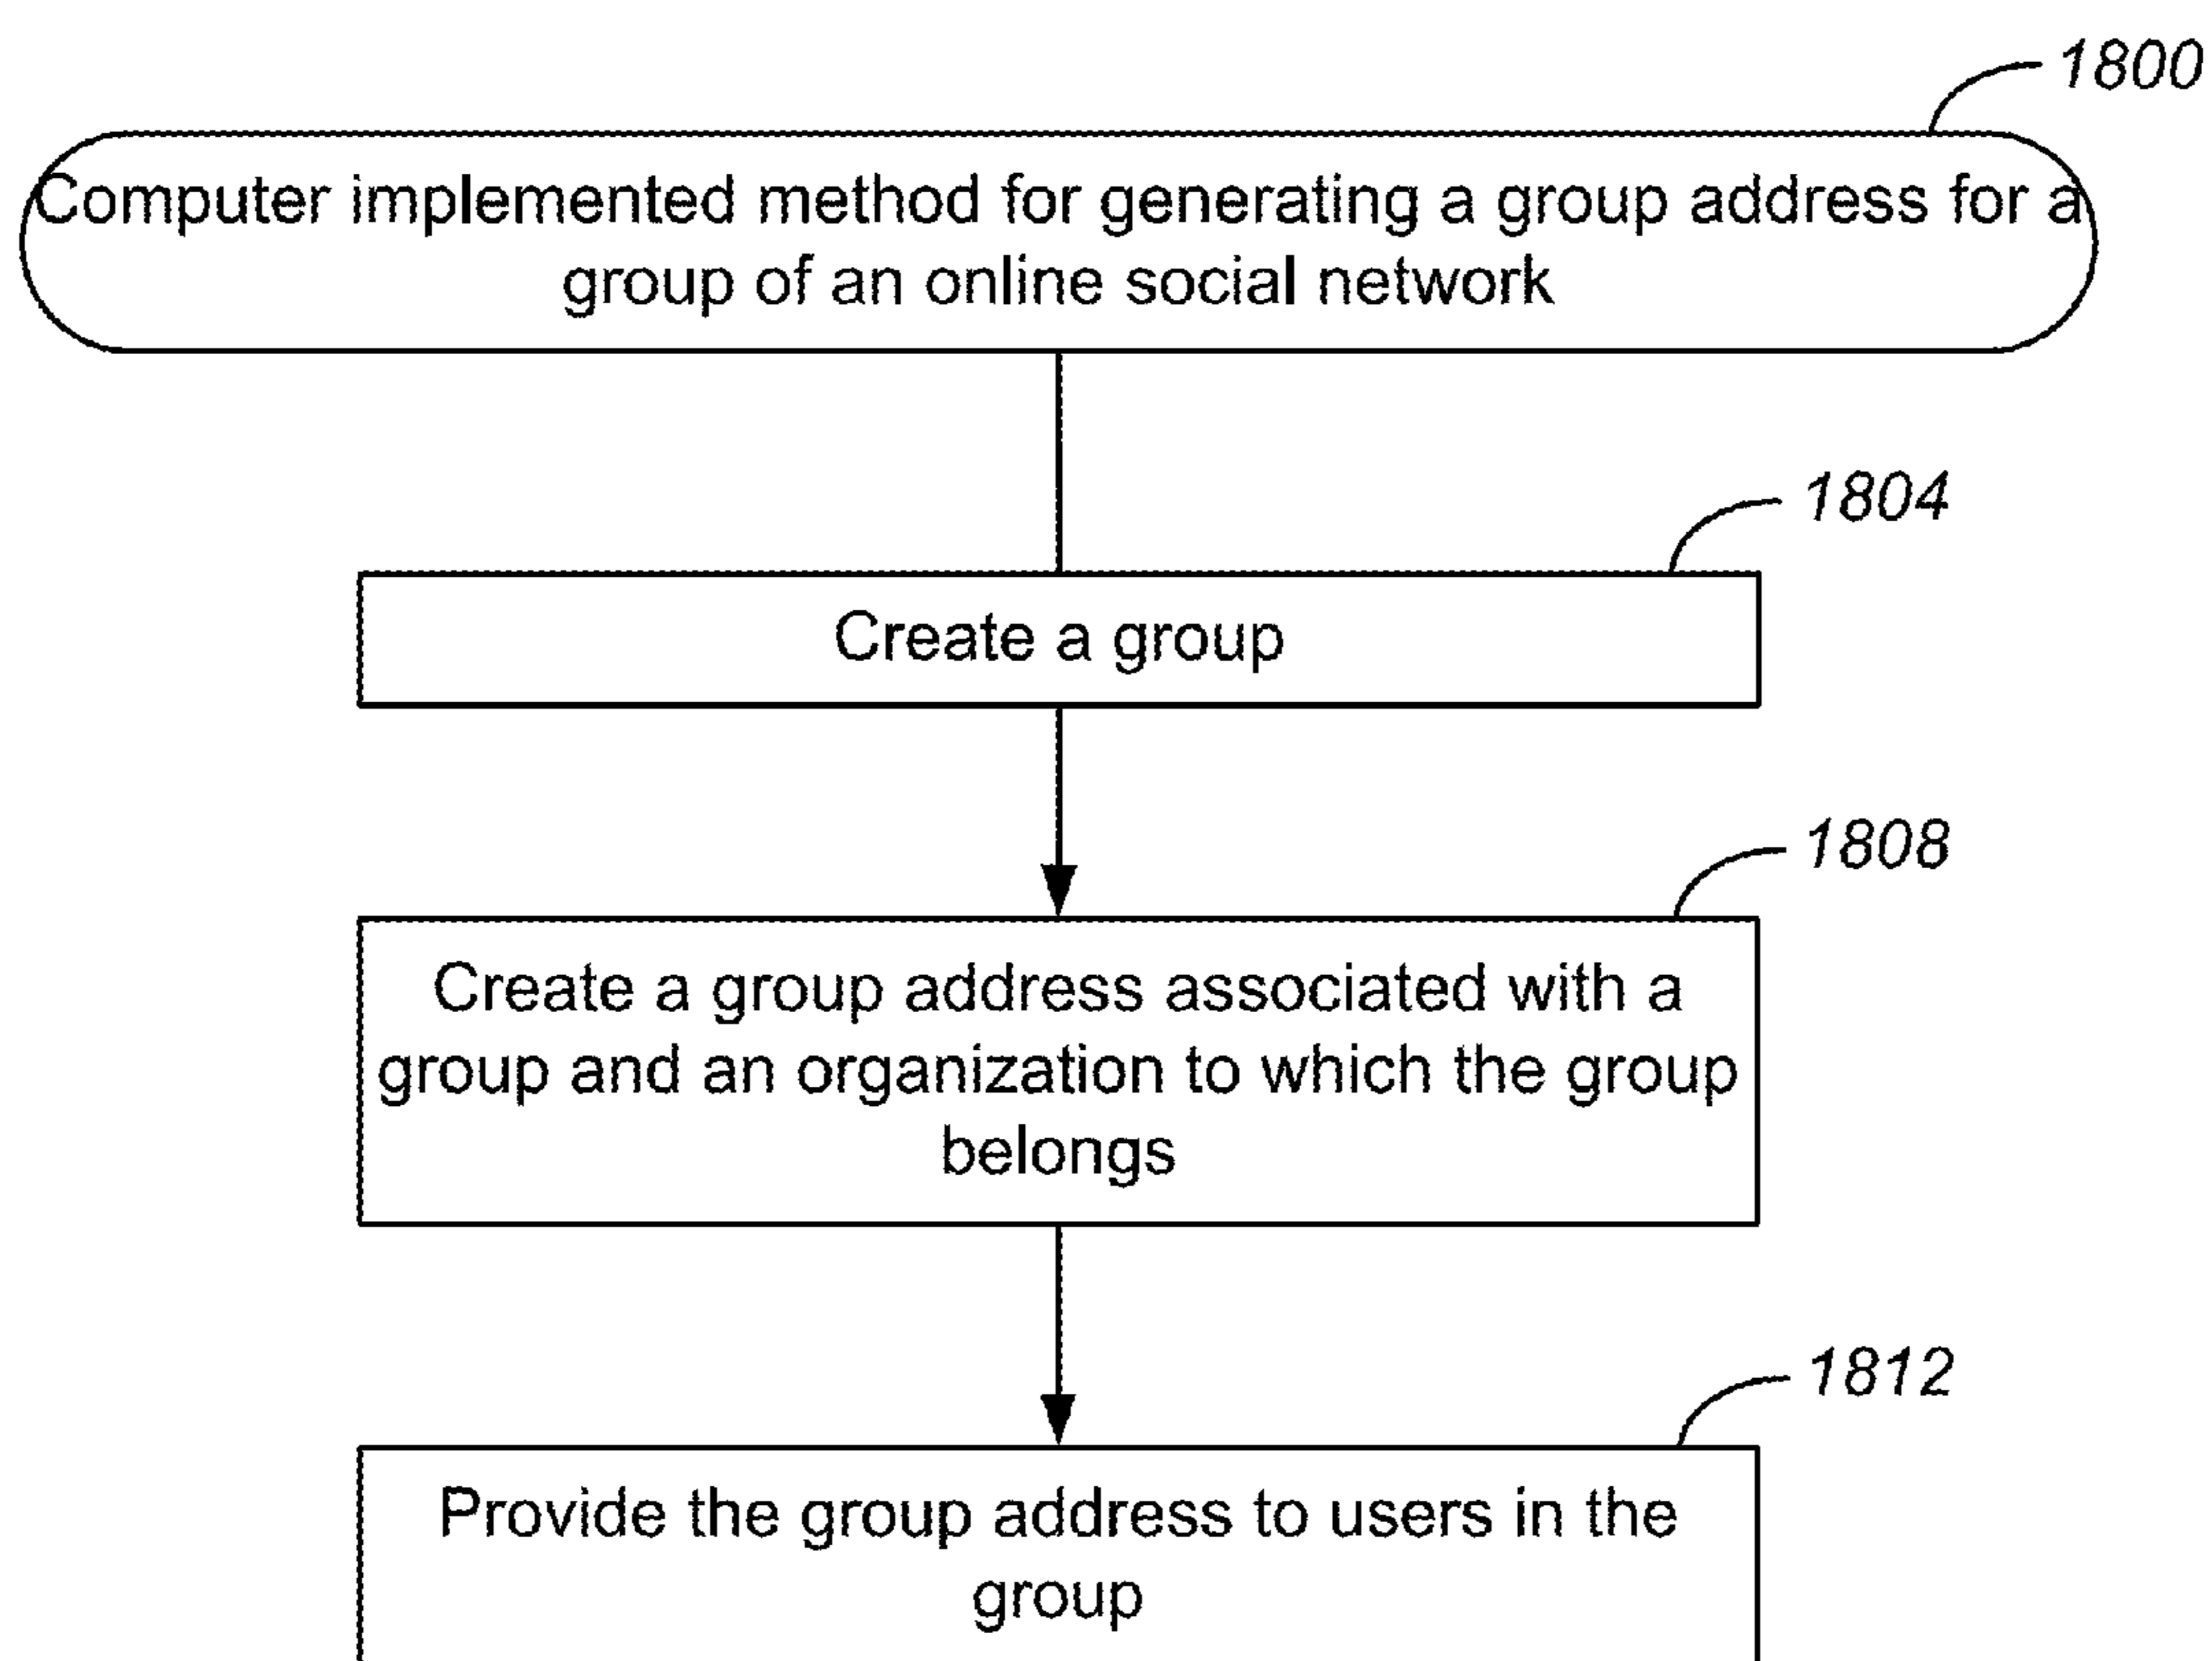 1800
Computer implemented method for generating a group address for a
group of an online social network
1804
Create a group
1808
Create a group address associated with a
group and an organization to which the group
belongs
1812
Provide the group address to users in the
group